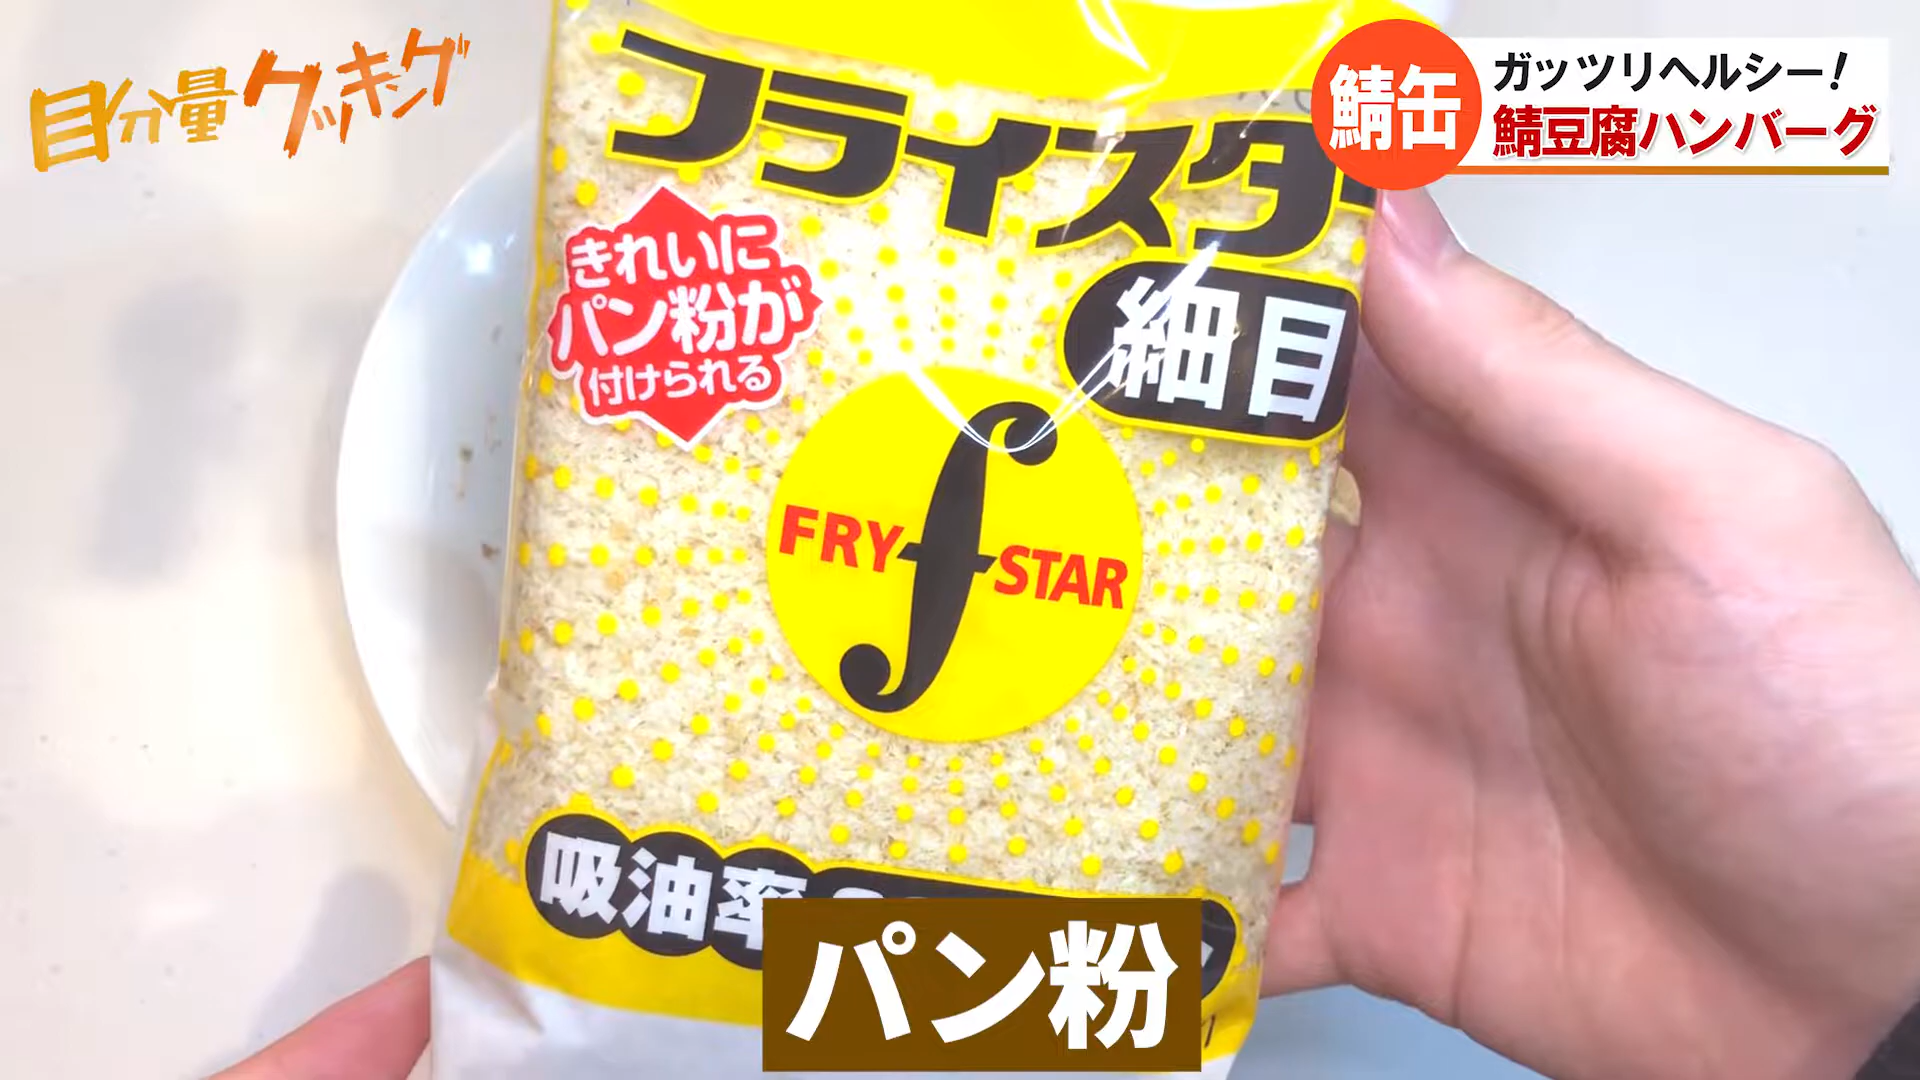 目分量クッキング
鯖缶
ガッツリヘルシー!
鯖豆腐ハンバーグ
フライスター
きれいに
パン粉が
付けられる
細目
FRY STAR
吸油率
パン粉